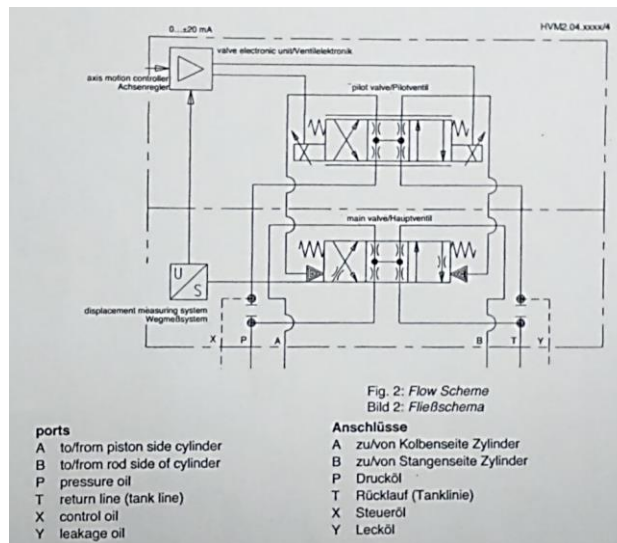 0...±20 mA
HVM2.04.xxxx/4
valve electronic unit/Ventilelektronik
axis motion controller
Achsenregler
pilot valve/Pilotventil
main valve/Hauptventil
U
S
displacement measuring system
Wegmeßsystem
X P A B T Y
Fig. 2: Flow Scheme
Bild 2: Fließschema
ports
A to/from piston side cylinder
B to/from rod side of cylinder
P pressure oil
T return line (tank line)
X control oil
Y leakage oil
Anschlüsse
A zu/von Kolbenseite Zylinder
B zu/von Stangenseite Zylinder
P Drucköl
T Rücklauf (Tanklinie)
X Steueröl
Y Lecköl